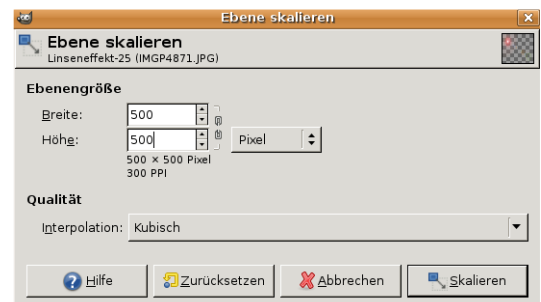 Ebene skalieren
Ebene skalieren
Linseneffekt-25 (IMGP4871.JPG)
Ebenengröße
Breite: 500
Höhe: 500 Pixel
500 × 500 Pixel
300 PPI
Qualität
Interpolation: Kubisch
Hilfe Zurücksetzen Abbrechen Skalieren